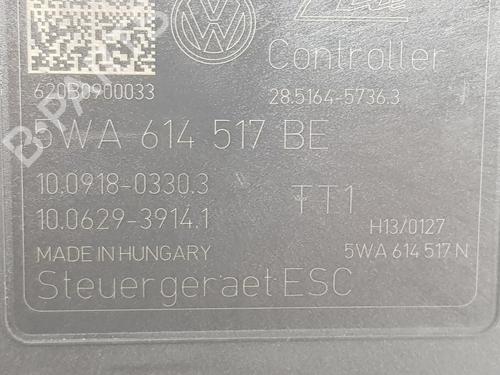 Controller
620B0900033
28.5164-5736.3
5WA 614 517 BE
10.0918-0330.3
TT1
10.0629-3914.1
H13/0127
MADE IN HUNGARY
5WA 614 517 N
Steuergeraet ESC
B-PARTS